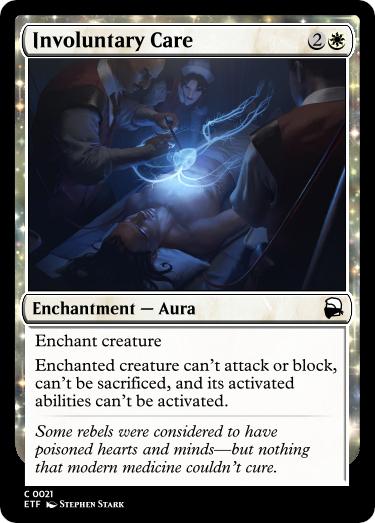 Involuntary Care 2
Enchantment — Aura
Enchant creature
Enchanted creature can't attack or block,
can't be sacrificed, and its activated
abilities can't be activated.
Some rebels were considered to have
poisoned hearts and minds—but nothing
that modern medicine couldn't cure.
C 0021
ETF Stephen Stark